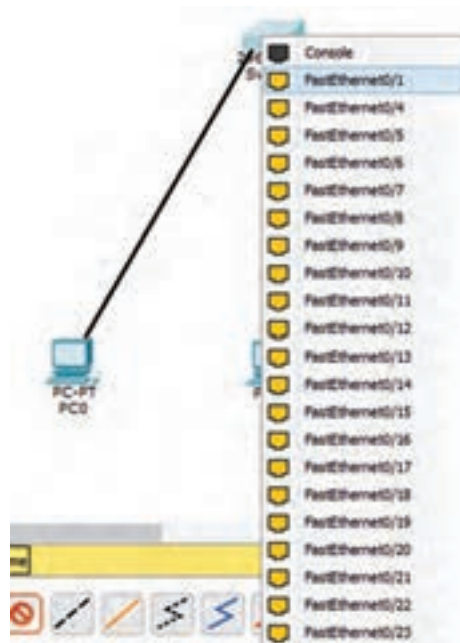 Console
FastEthernet0/1
FastEthernet0/4
FastEthernet0/5
FastEthernet0/6
FastEthernet0/7
FastEthernet0/8
FastEthernet0/9
FastEthernet0/10
FastEthernet0/11
FastEthernet0/12
FastEthernet0/13
FastEthernet0/14
FastEthernet0/15
FastEthernet0/16
FastEthernet0/17
FastEthernet0/18
FastEthernet0/19
FastEthernet0/20
FastEthernet0/21
FastEthernet0/22
FastEthernet0/23
PC-PT
PC0